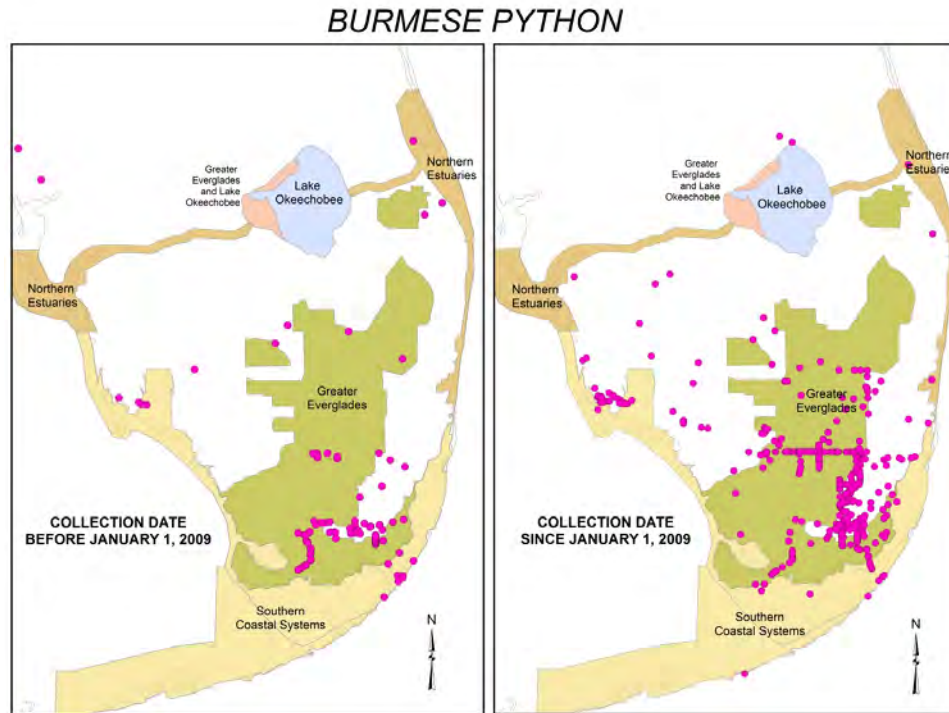 BURMESE PYTHON
Greater
Everglades
and Lake
Okeechobee
Lake
Okeechobee
Northern
Estuaries
Northern
Estuaries
Greater
Everglades
COLLECTION DATE
BEFORE JANUARY 1, 2009
Southern
Coastal Systems
N
Greater
Everglades
and Lake
Okeechobee
Lake
Okeechobee
Northern
Estuaries
Northern
Estuaries
Greater
Everglades
COLLECTION DATE
SINCE JANUARY 1, 2009
Southern
Coastal Systems
N